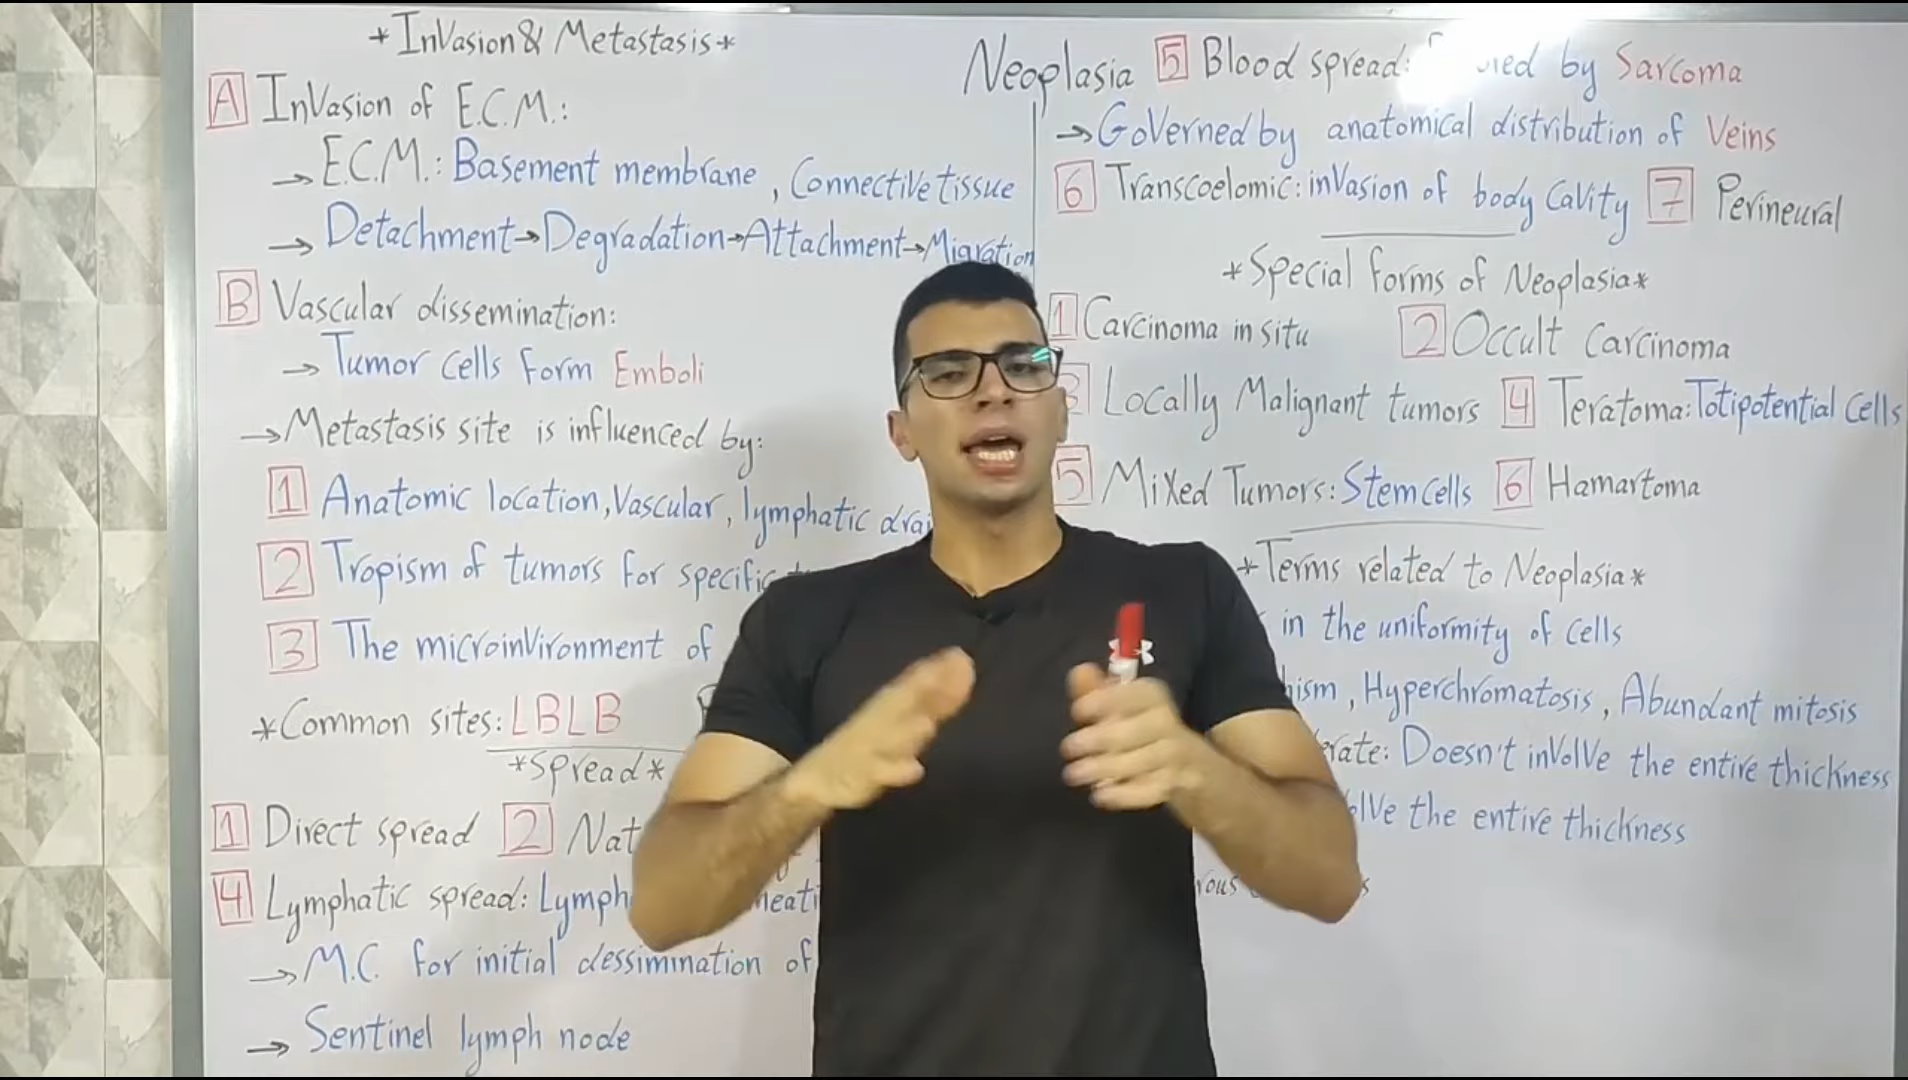 *Invasion & Metastasis*
A Invasion of E.C.M.:
→ E.C.M.: Basement membrane, Connective tissue
→ Detachment→Degradation→Attachment→Migration
B Vascular dissemination:
→ Tumor cells form Emboli
→ Metastasis site is influenced by:
1 Anatomic location, Vascular, lymphatic
2 Tropism of tumors for specific
3 The microinvironment of
*Common sites: LBLB
*Spread*
1 Direct spread 2
4 Lymphatic spread:
→ M.C. for initial dessimination of
→ Sentinel lymph node
Neoplasia
5 Blood spread: by Sarcoma
→ Governed by anatomical distribution of Veins
6 Transcoelomic: invasion of body Cavity 7 Perineural
*Special forms of Neoplasia*
1 Carcinoma in situ 2 Occult Carcinoma
3 Locally Malignant tumors 4 Teratoma: Totipotential Cells
5 Mixed Tumors: Stem cells 6 Hamartoma
*Terms related to Neoplasia*
in the uniformity of cells
, Hyperchromatosis, Abundant mitosis
: Doesn't involve the entire thickness
the entire thickness